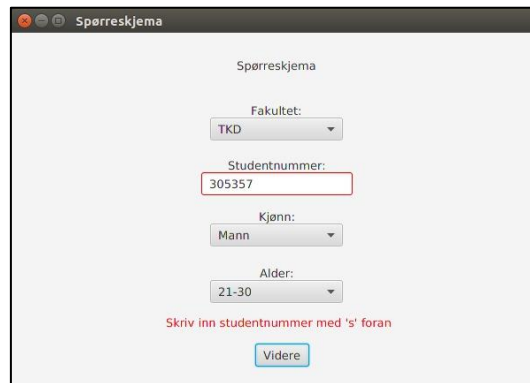 Spørreskjema
Spørreskjema
Fakultet:
TKD
Studentnummer:
305357
Kjønn:
Mann
Alder:
21-30
Skriv inn studentnummer med 's' foran
Videre